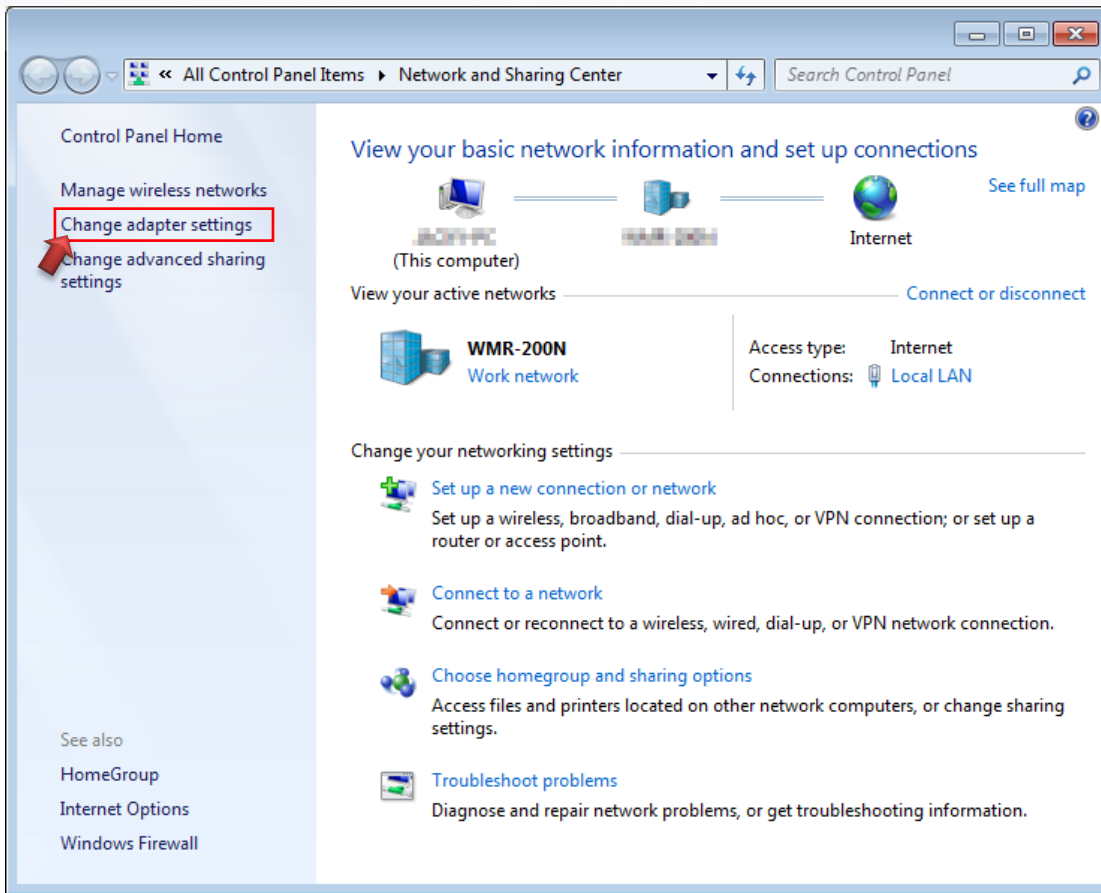 « All Control Panel Items ▸ Network and Sharing Center
Search Control Panel
Control Panel Home
Manage wireless networks
Change adapter settings
Change advanced sharing
settings
See also
HomeGroup
Internet Options
Windows Firewall
View your basic network information and set up connections
See full map
(This computer)
Internet
View your active networks
Connect or disconnect
WMR-200N
Work network
Access type: Internet
Connections: Local LAN
Change your networking settings
Set up a new connection or network
Set up a wireless, broadband, dial-up, ad hoc, or VPN connection; or set up a
router or access point.
Connect to a network
Connect or reconnect to a wireless, wired, dial-up, or VPN network connection.
Choose homegroup and sharing options
Access files and printers located on other network computers, or change sharing
settings.
Troubleshoot problems
Diagnose and repair network problems, or get troubleshooting information.